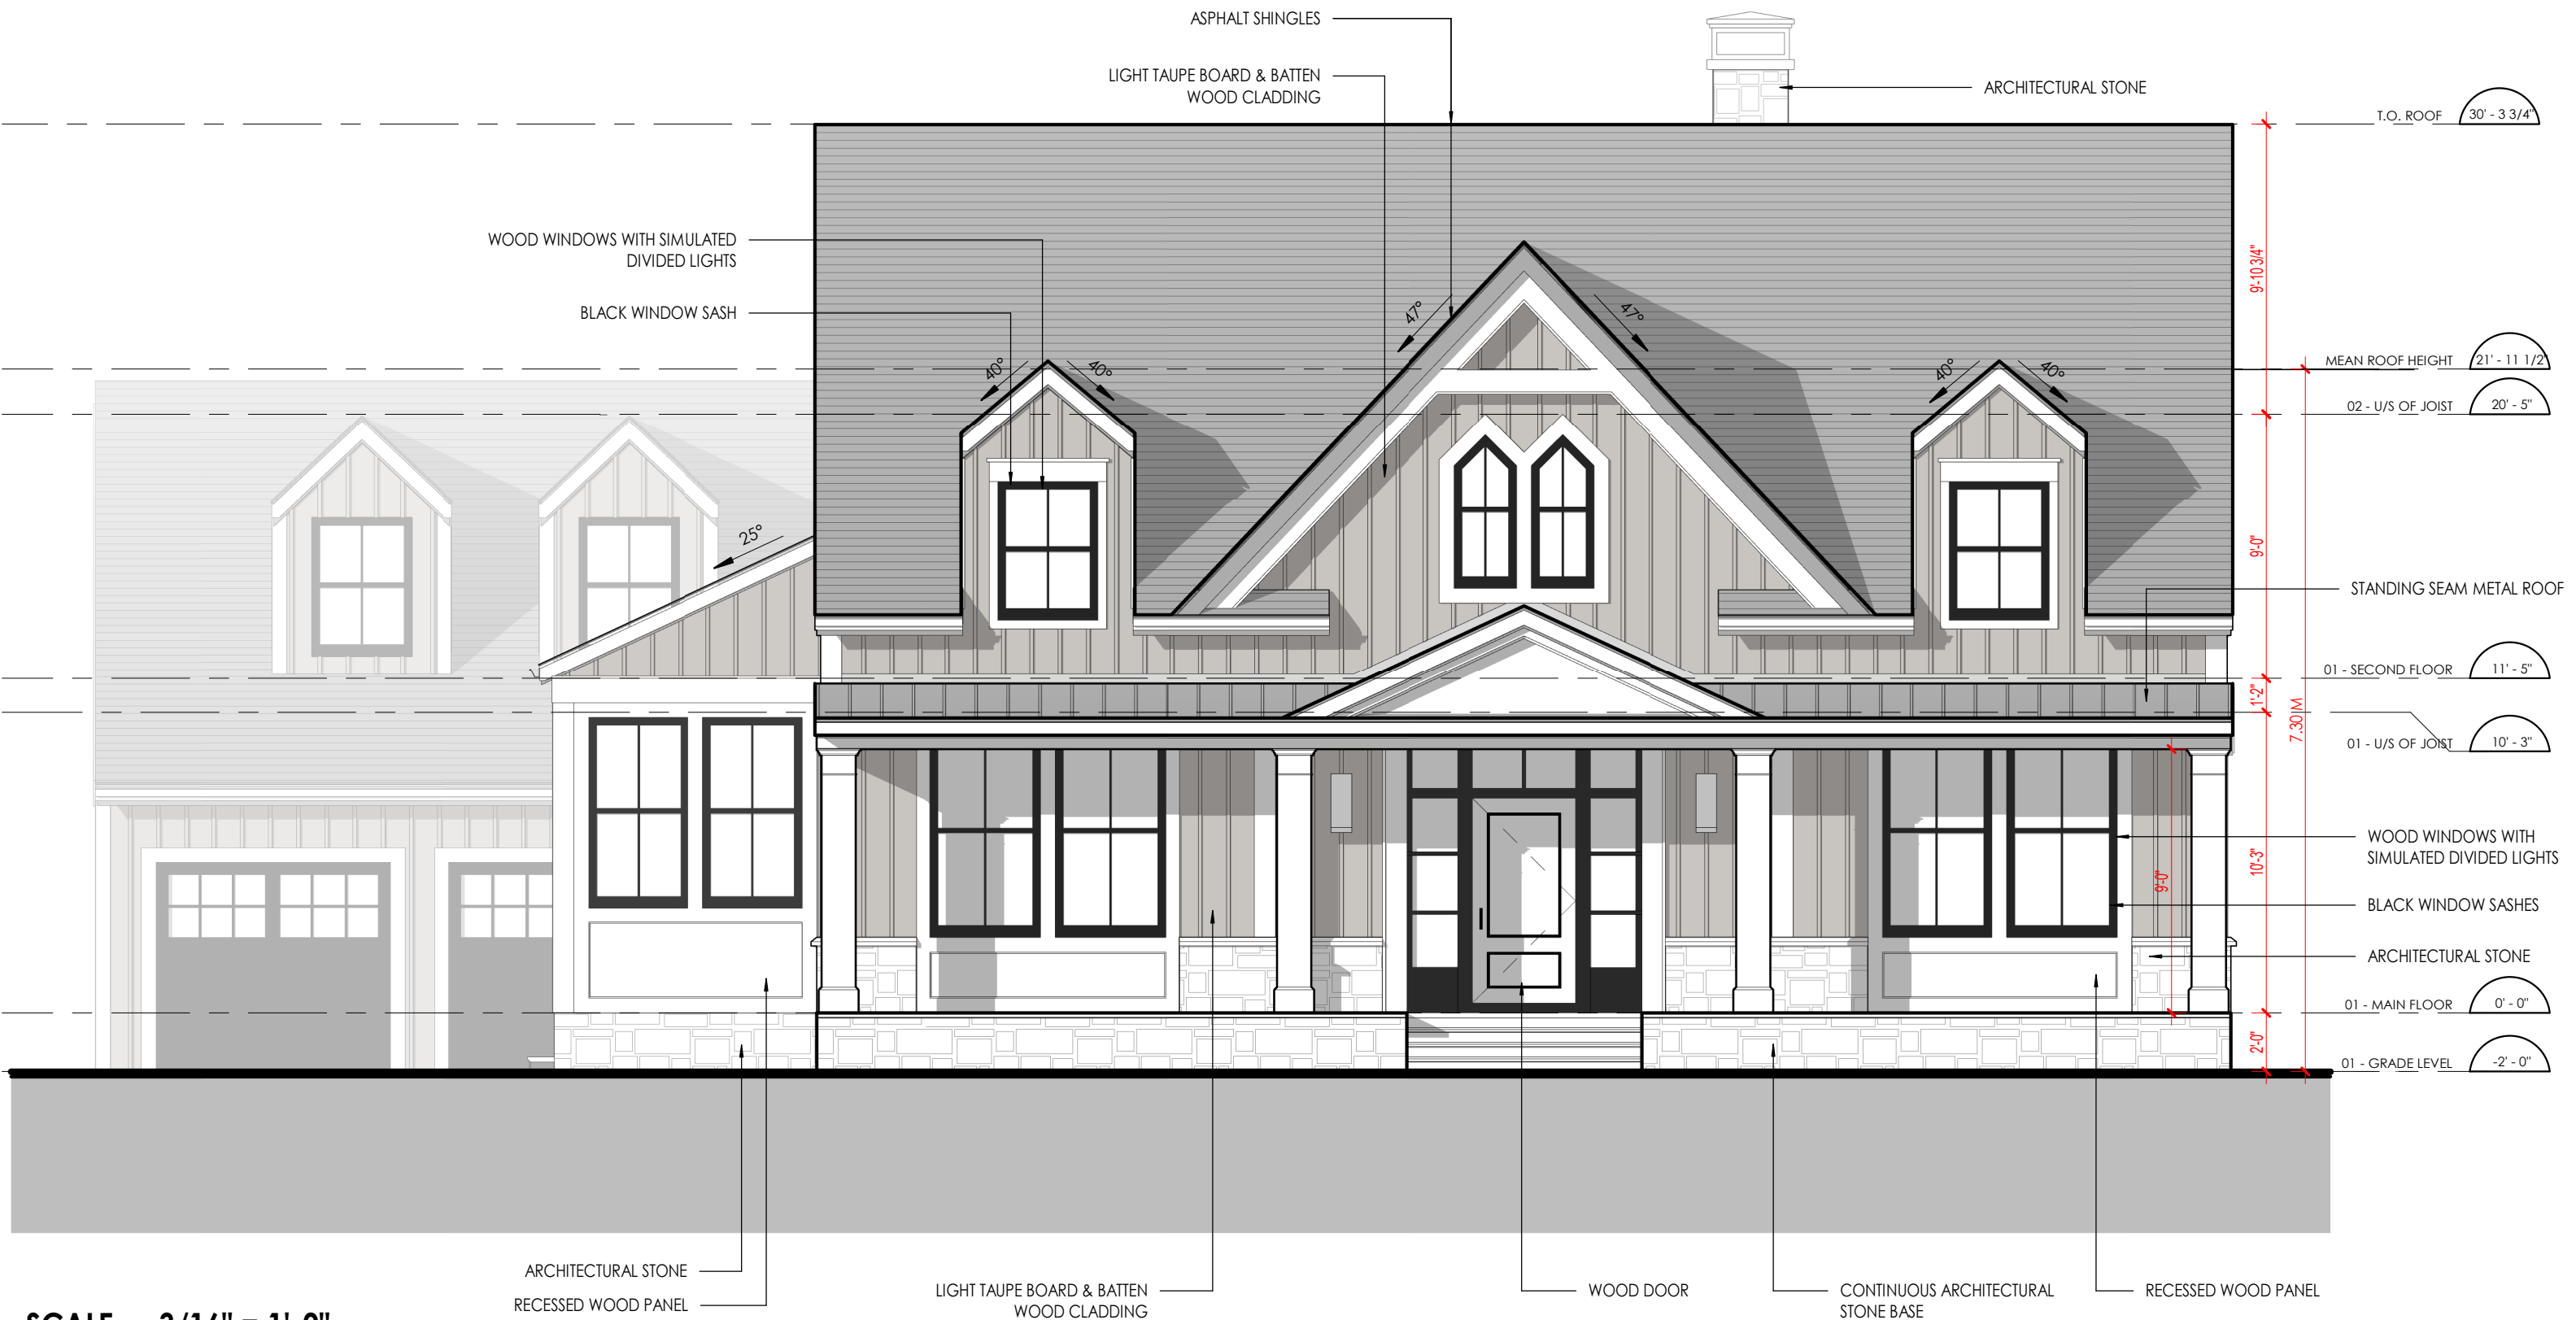 ASPHALT SHINGLES
LIGHT TAUPE BOARD & BATTEN
WOOD CLADDING
ARCHITECTURAL STONE
T.O. ROOF 30' - 3 3/4"
WOOD WINDOWS WITH SIMULATED
DIVIDED LIGHTS
BLACK WINDOW SASH
9'-10 3/4"
47°
47°
40°
40°
40°
40°
MEAN ROOF HEIGHT 21' - 11 1/2"
02 - U/S OF JOIST 20' - 5"
25°
9'-0"
STANDING SEAM METAL ROOF
01 - SECOND FLOOR 11' - 5"
1'-2"
7.30 M
01 - U/S OF JOIST 10' - 3"
WOOD WINDOWS WITH
SIMULATED DIVIDED LIGHTS
10'-3"
9'-0"
BLACK WINDOW SASHES
ARCHITECTURAL STONE
01 - MAIN FLOOR 0' - 0"
2'-0"
01 - GRADE LEVEL -2' - 0"
ARCHITECTURAL STONE
RECESSED WOOD PANEL
LIGHT TAUPE BOARD & BATTEN
WOOD CLADDING
WOOD DOOR
CONTINUOUS ARCHITECTURAL
STONE BASE
RECESSED WOOD PANEL
SCALE 3/16" = 1'-0"